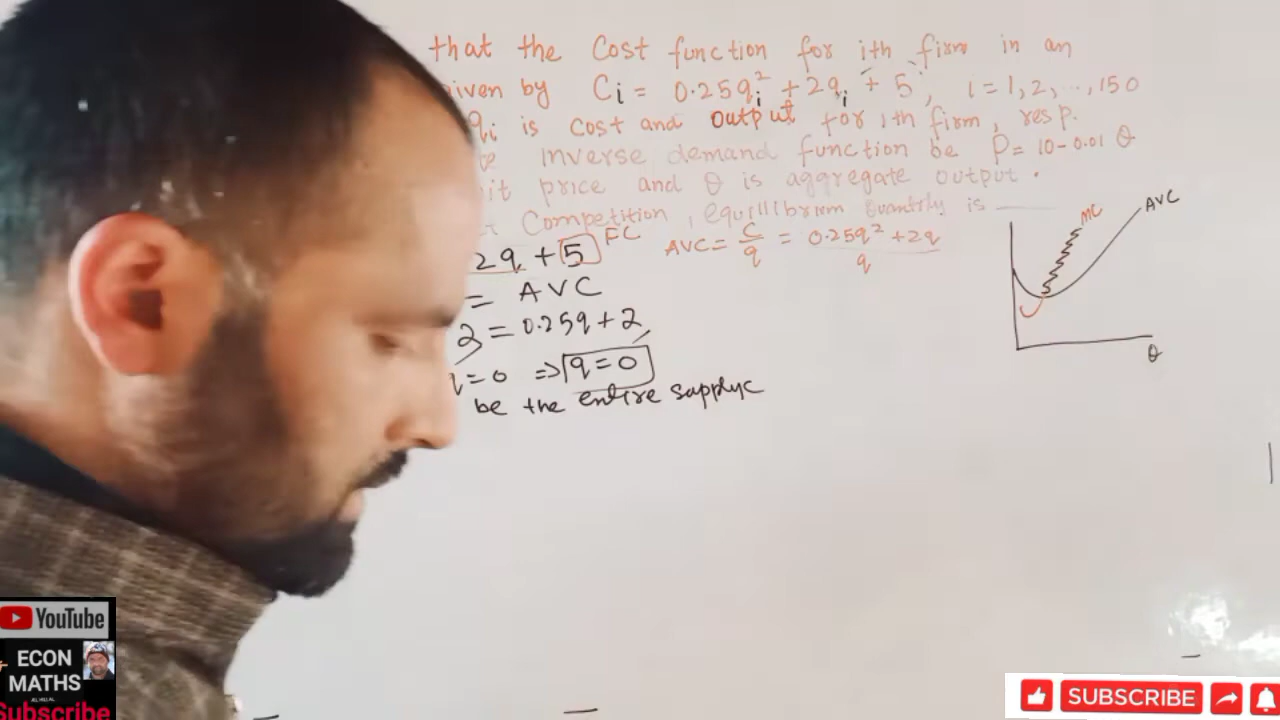 that the Cost function for ith firm in an
given by Ci = 0.25qi² + 2qi + 5, i = 1, 2, ..., 150
qi is cost and output for ith firm, resp.
inverse demand function be P = 10 - 0.01 Q
price and Q is aggregate output.
Competition, equillibrium Quantity is ____
2q + 5 FC AVC = C/q = 0.25q² + 2q / q
= AVC
2 = 0.25q + 2
q = 0 ⇒ q = 0
be the entire supply c
MC
AVC
Q
YouTube
ECON
MATHS
Subscribe
SUBSCRIBE